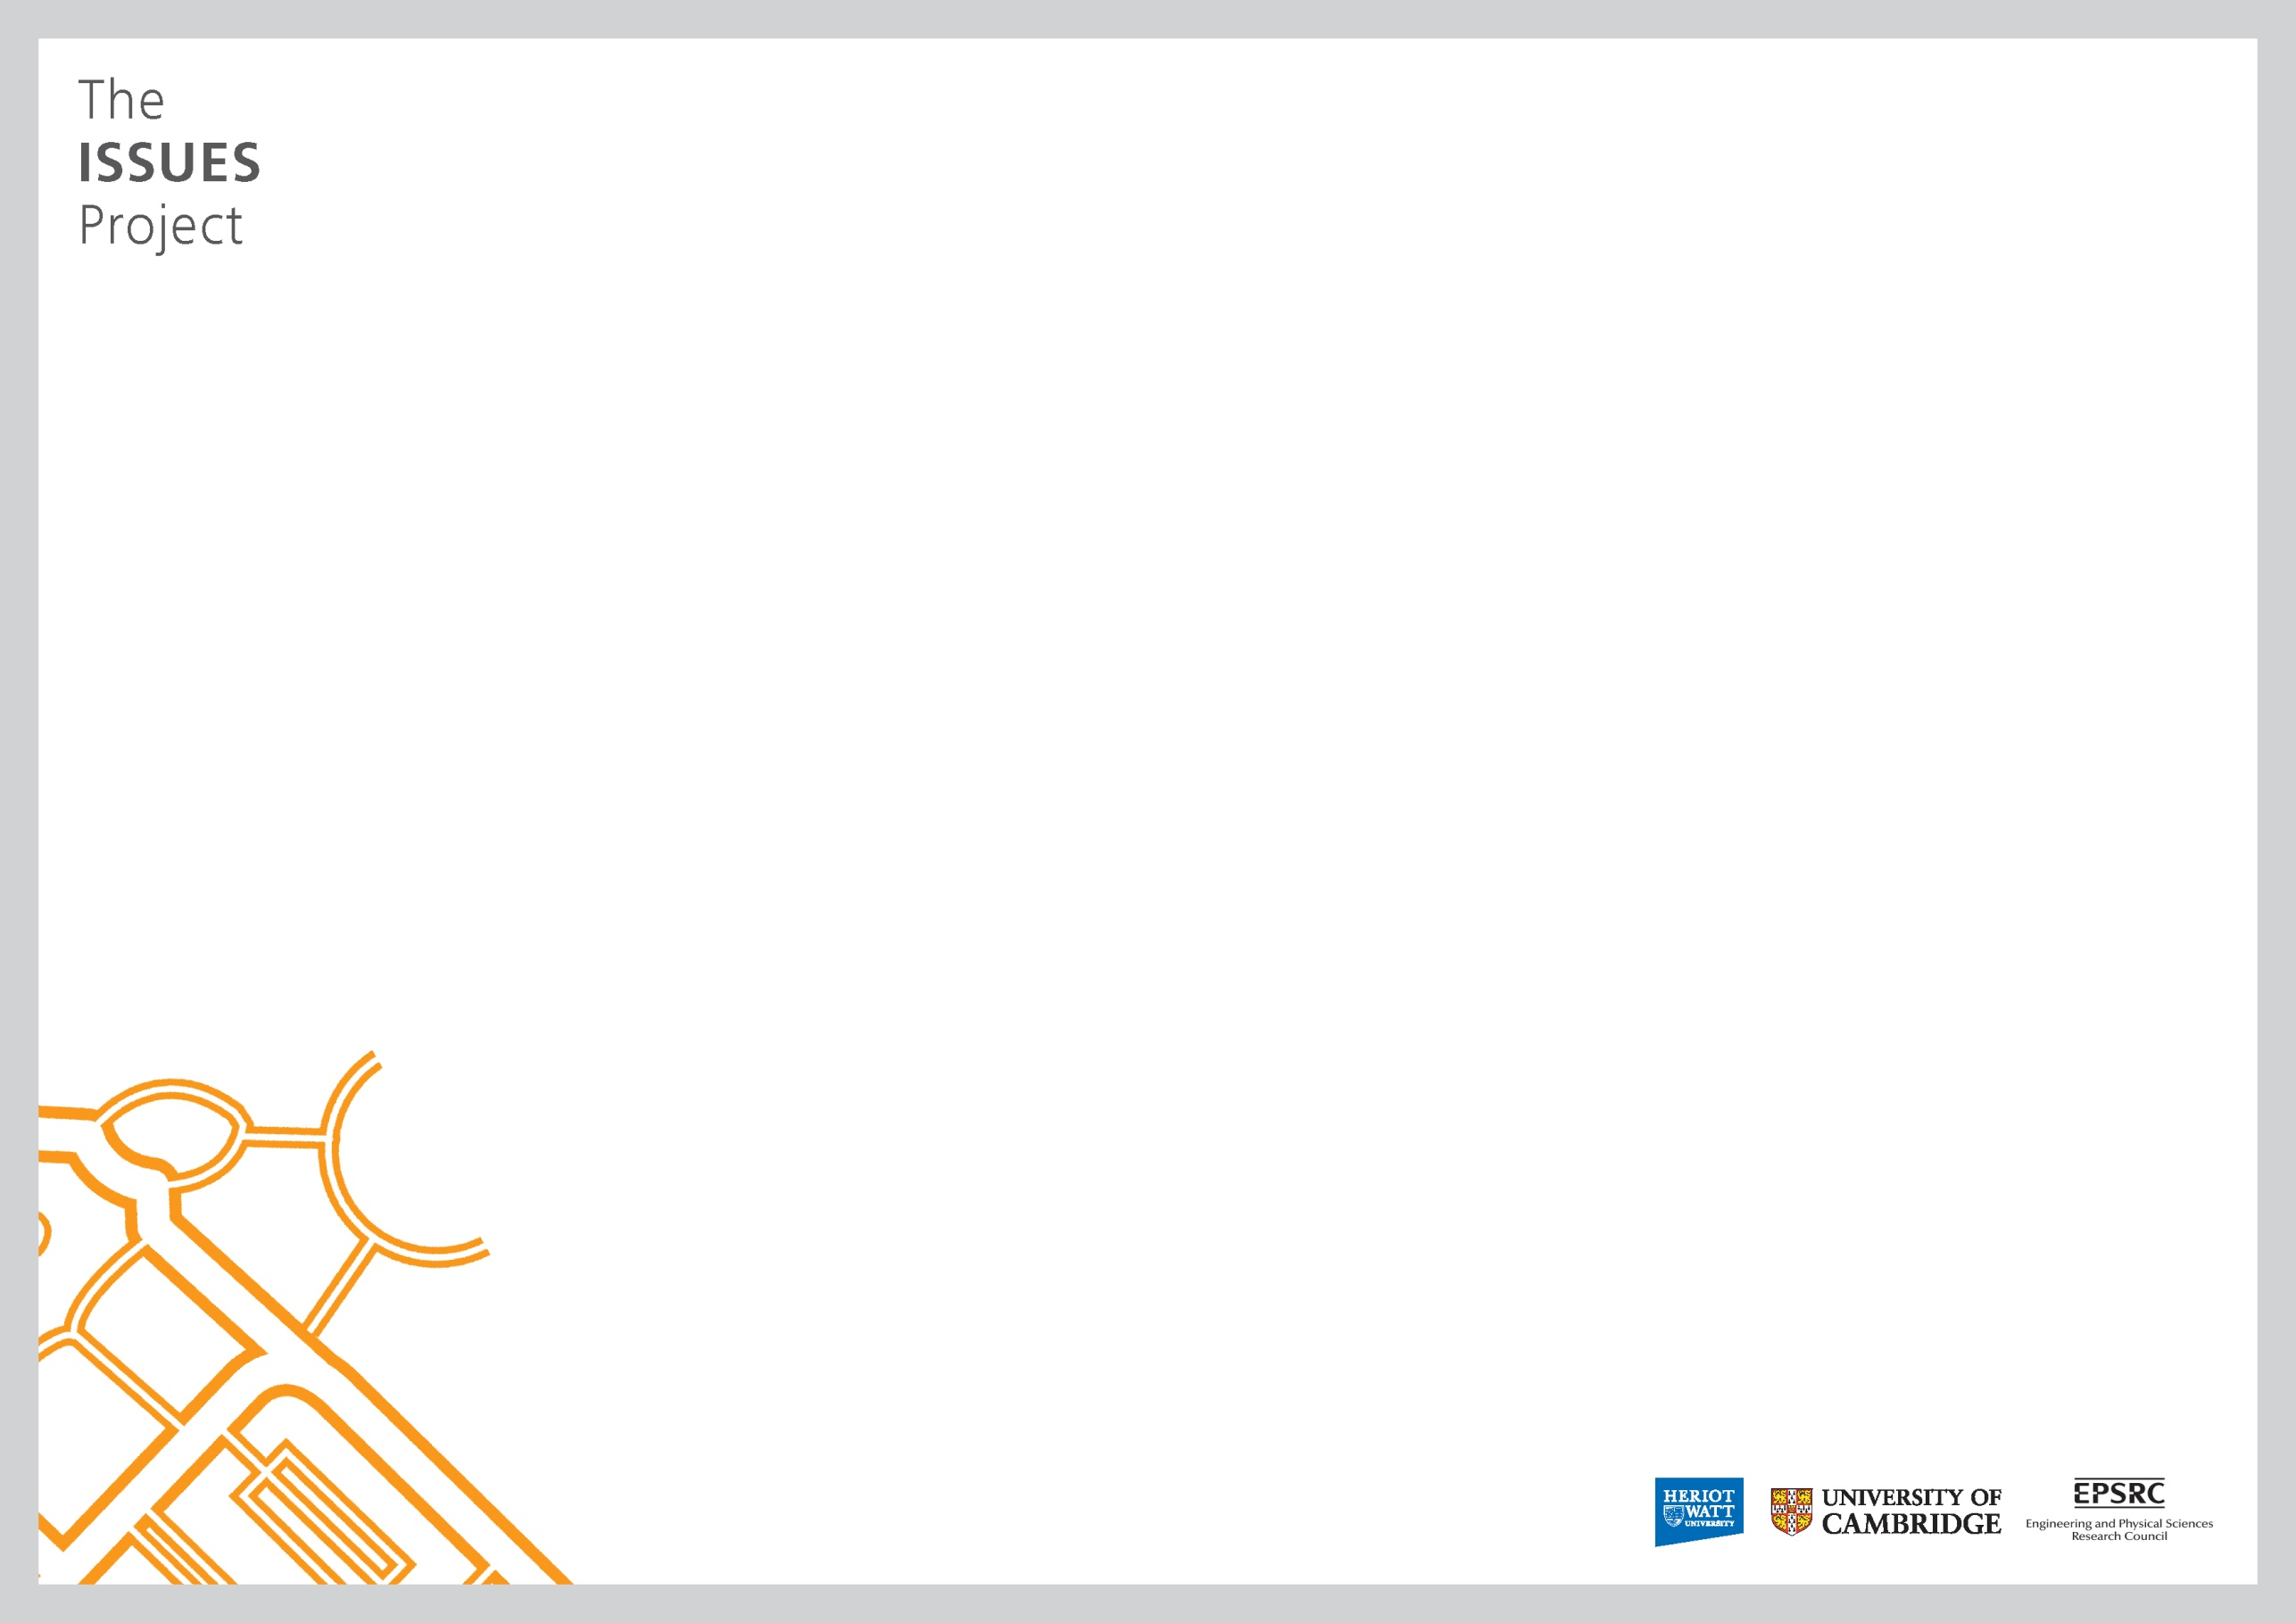 The
ISSUES
Project
HERIOT
WATT
UNIVERSITY
UNIVERSITY OF
CAMBRIDGE
EPSRC
Engineering and Physical Sciences
Research Council